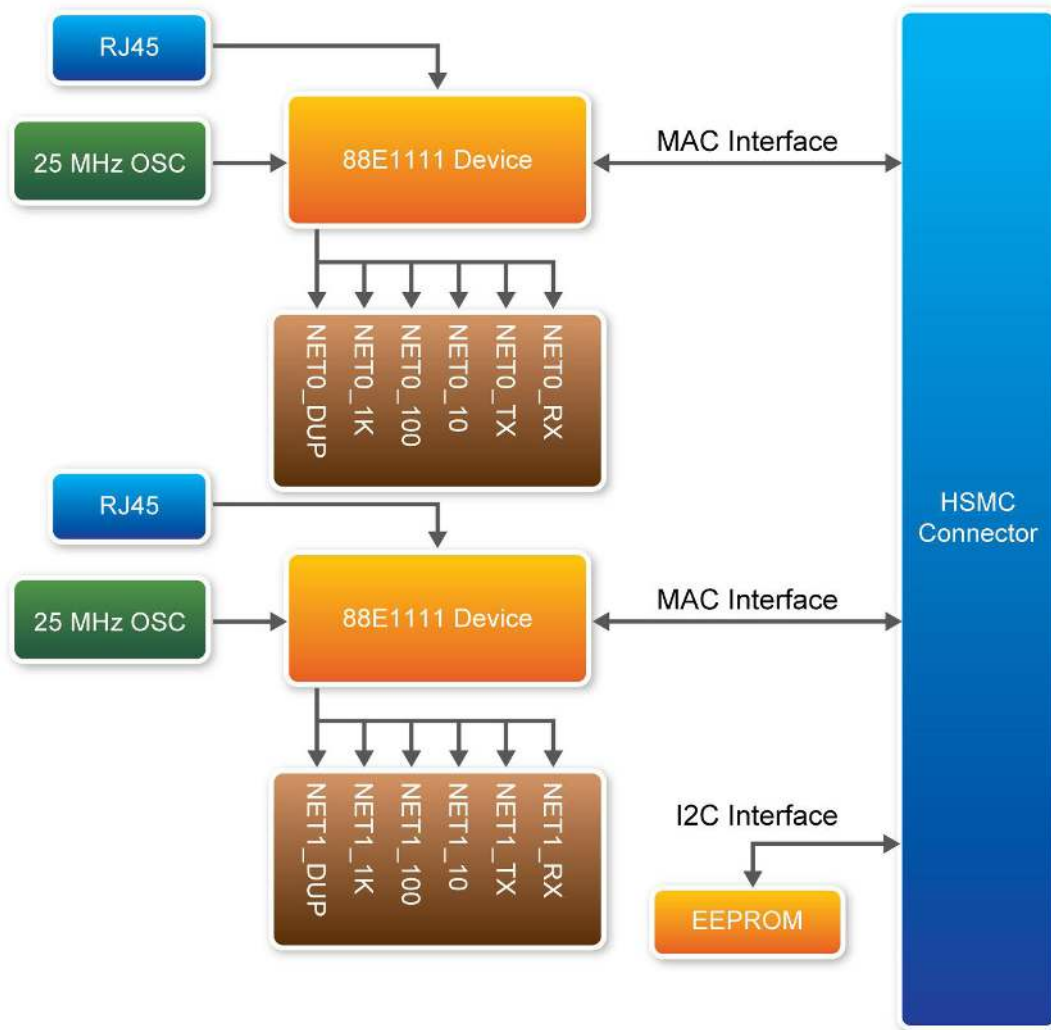 RJ45
25 MHz OSC
88E1111 Device
MAC Interface
NET0_DUP
NET0_1K
NET0_100
NET0_10
NET0_TX
NET0_RX
RJ45
25 MHz OSC
88E1111 Device
MAC Interface
HSMC
Connector
NET1_DUP
NET1_1K
NET1_100
NET1_10
NET1_TX
NET1_RX
I2C Interface
EEPROM